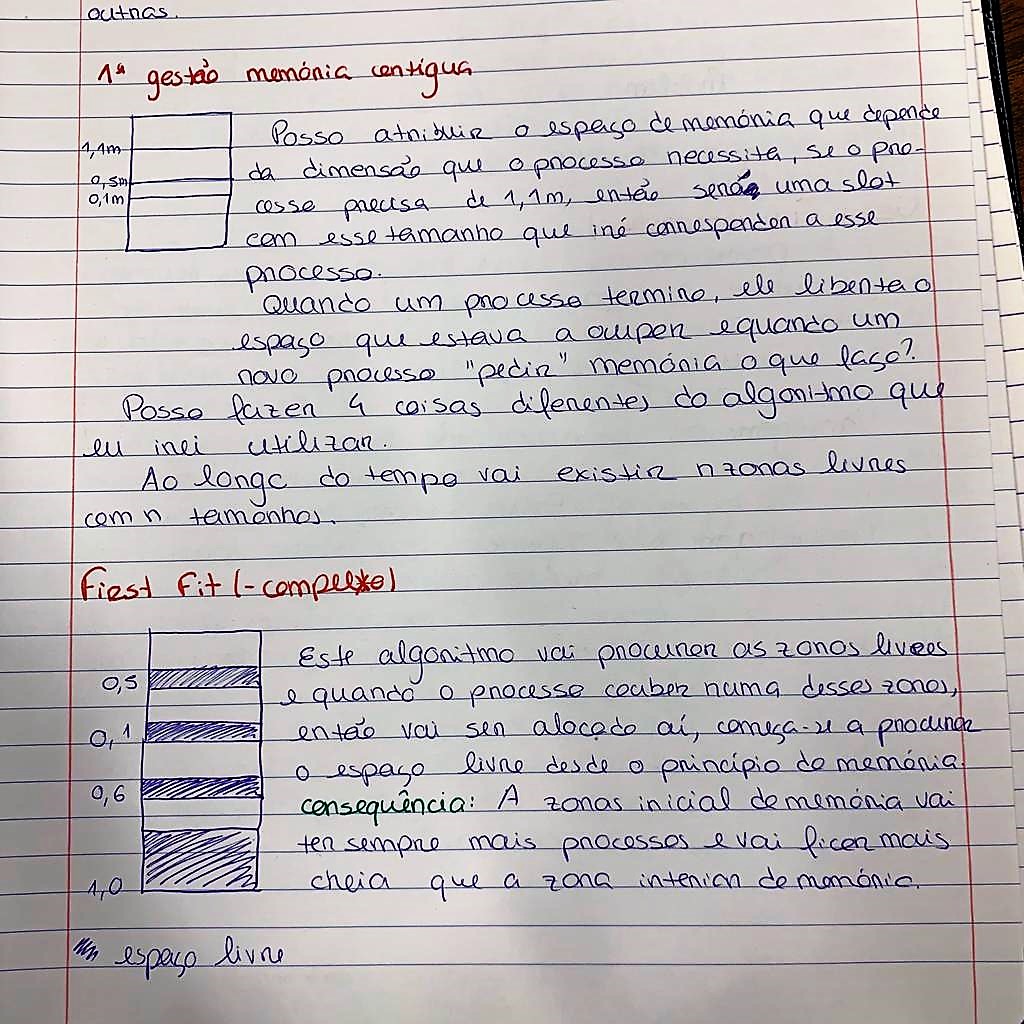 outras.
1ª gestão memória contígua
1,1m
0,5m
0,1m
Posso atribuir o espaço de memória que depende
da dimensão que o processo necessita, se o pro-
cesso precisa de 1,1m, então será uma slot
com esse tamanho que irá corresponder a esse
processo.
Quando um processo termina, ele liberta o
espaço que estava a ocupar e quando um
novo processo "pedir" memória o que faço?
Posso fazer 4 coisas diferentes do algoritmo que
eu irei utilizar.
Ao longo do tempo vai existir n zonas livres
com n tamanhos.
First Fit (-complexo)
0,5
0,1
0,6
1,0
Este algoritmo vai procurar as zonas livres
e quando o processo couber numa desses zonas,
então vai ser alocado aí, começa-se a procurar
o espaço livre desde o princípio de memória
consequência: A zonas inicial de memória vai
ter sempre mais processos e vai ficar mais
cheia que a zona interior de memória.
espaço livre